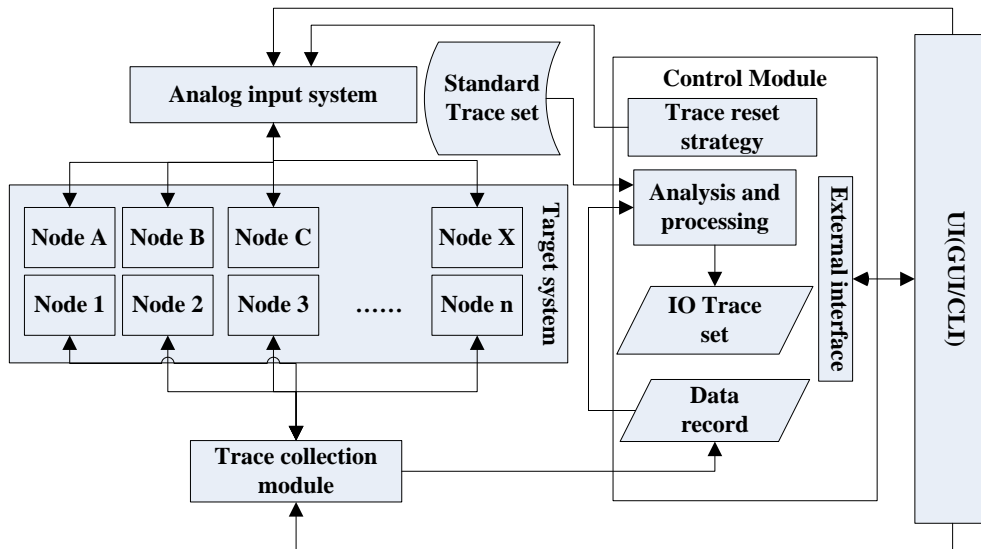 Analog input system
Standard
Trace set
Control Module
Trace reset
strategy
Analysis and
processing
IO Trace
set
Data
record
External interface
UI(GUI/CLI)
Target system
Node A
Node B
Node C
Node X
Node 1
Node 2
Node 3
……
Node n
Trace collection
module